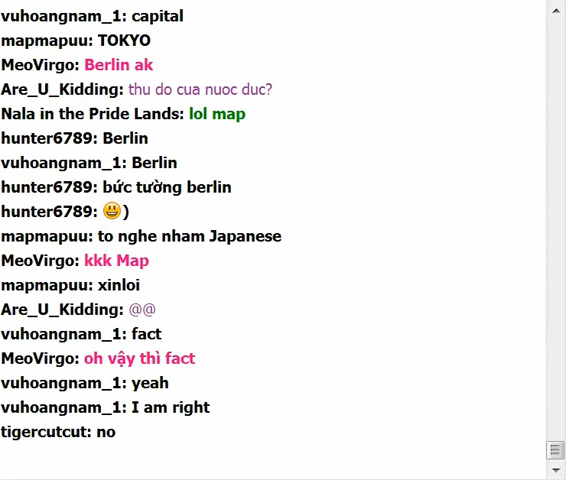 vuhoangnam_1: capital
mapmapuu: TOKYO
MeoVirgo: Berlin ak
Are_U_Kidding: thu do cua nuoc duc?
Nala in the Pride Lands: lol map
hunter6789: Berlin
vuhoangnam_1: Berlin
hunter6789: bức tường berlin
hunter6789: 😃)
mapmapuu: to nghe nham Japanese
MeoVirgo: kkk Map
mapmapuu: xinloi
Are_U_Kidding: @@
vuhoangnam_1: fact
MeoVirgo: oh vậy thì fact
vuhoangnam_1: yeah
vuhoangnam_1: I am right
tigercutcut: no